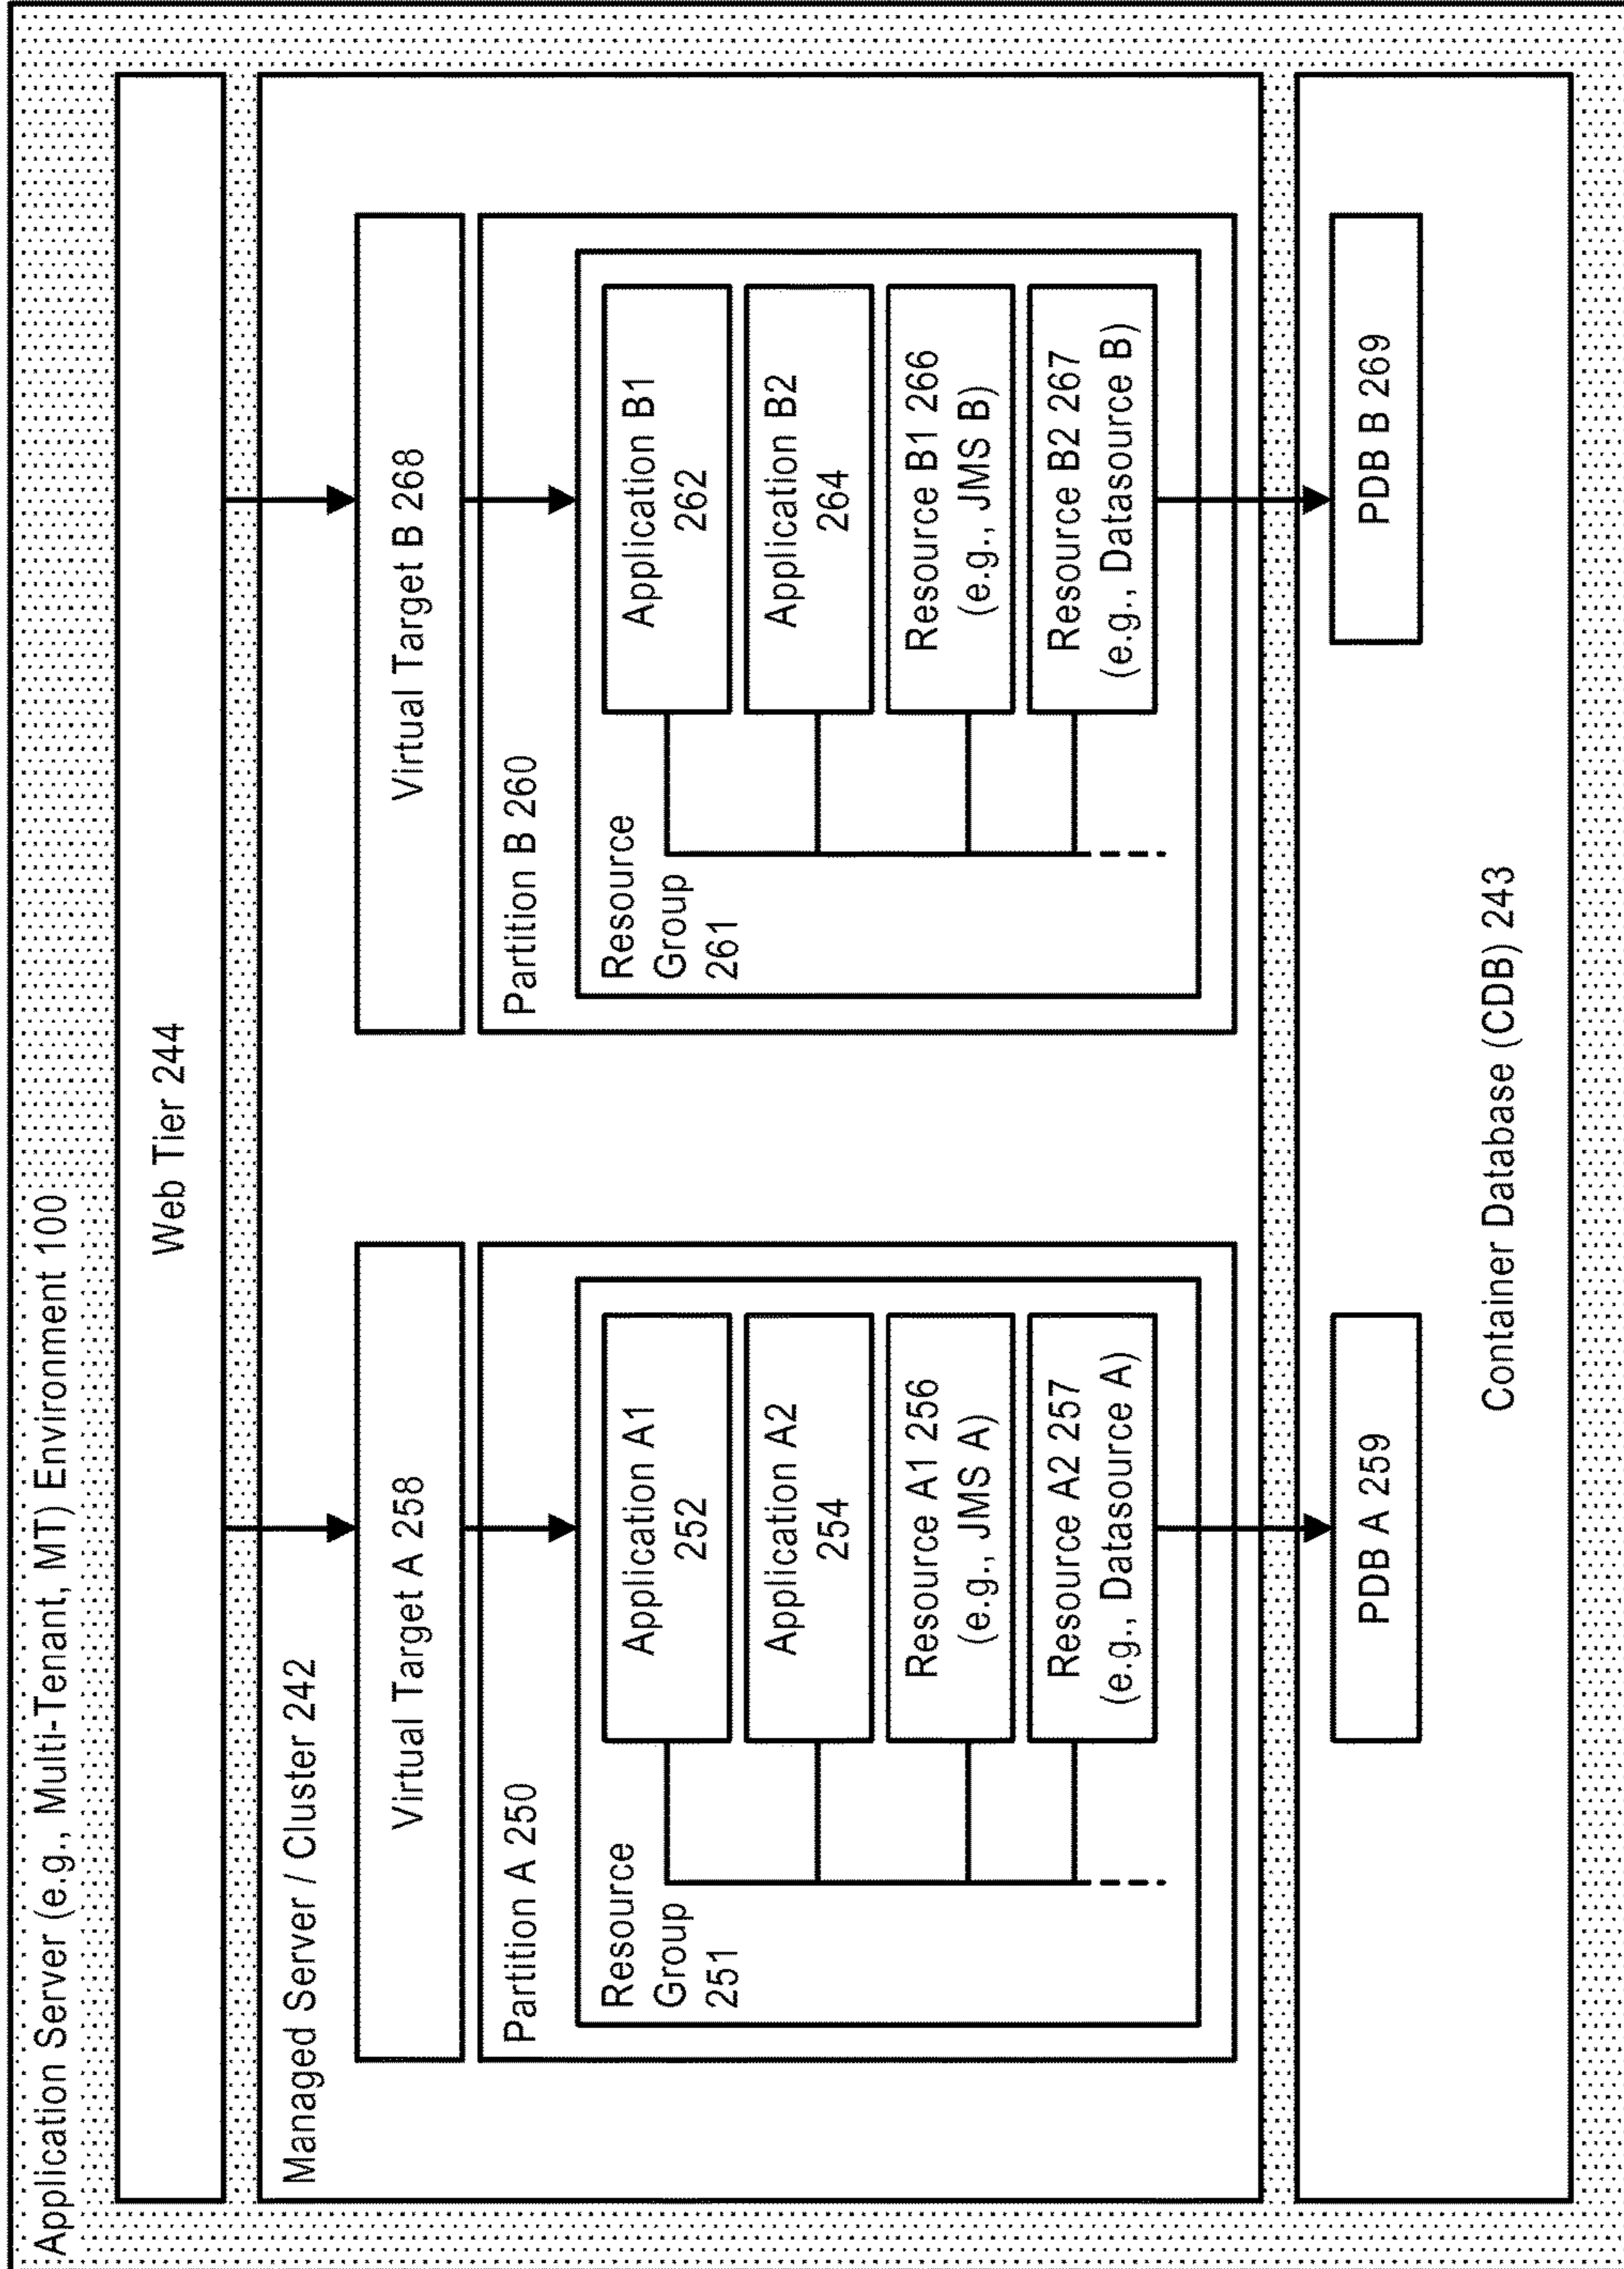 Application Server (e.g., Multi-Tenant, MT) Environment 100
Web Tier 244
Managed Server / Cluster 242
Virtual Target A 258
Partition A 250
Resource
Group
251
Application A1
252
Application A2
254
Resource A1 256
(e.g., JMS A)
Resource A2 257
(e.g., Datasource A)
Virtual Target B 268
Partition B 260
Resource
Group
261
Application B1
262
Application B2
264
Resource B1 266
(e.g., JMS B)
Resource B2 267
(e.g., Datasource B)
PDB A 259
PDB B 269
Container Database (CDB) 243